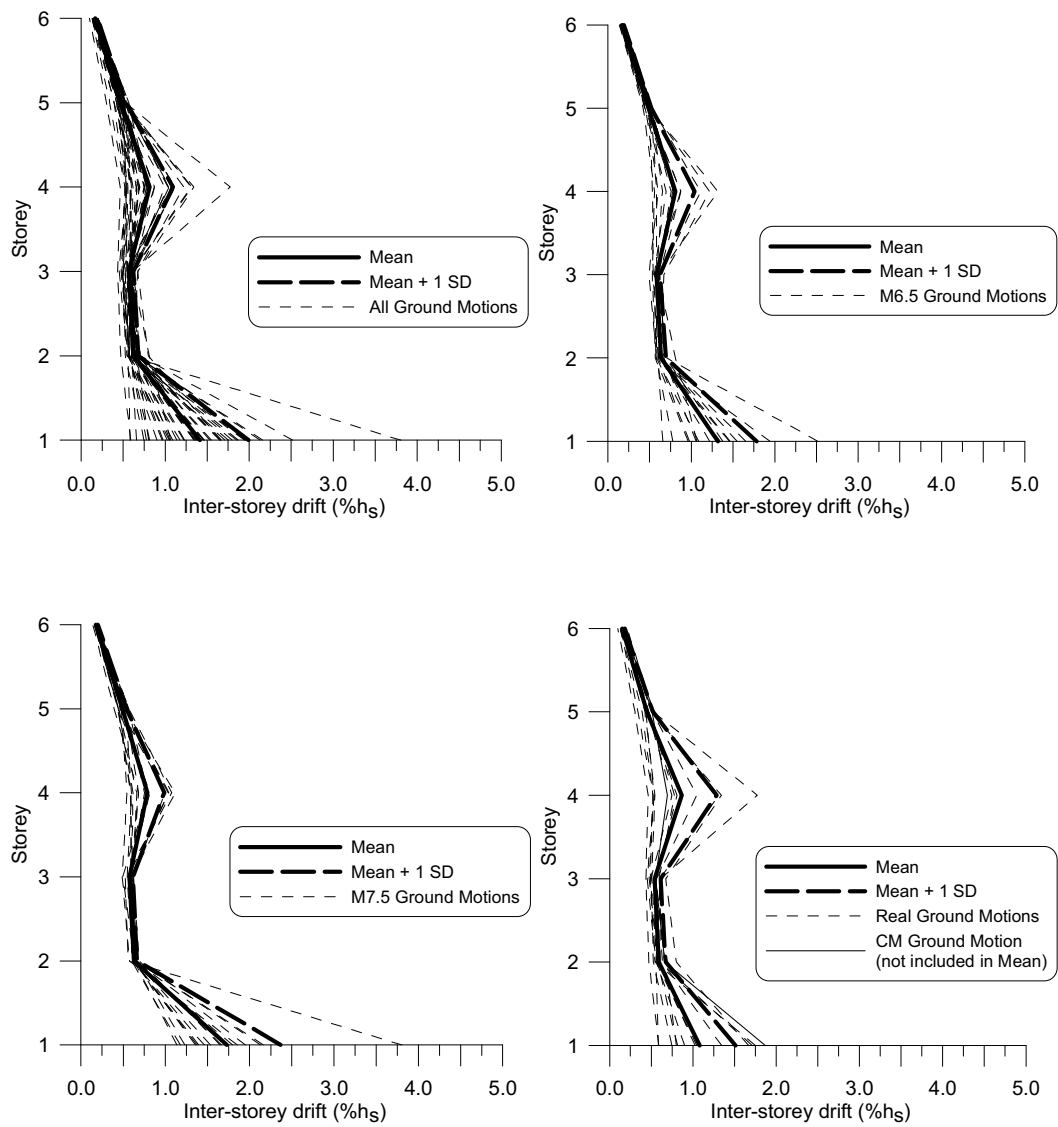 6
5
4
3
2
1
Storey
0.0 1.0 2.0 3.0 4.0 5.0
Inter-storey drift (%hS)
Mean
Mean + 1 SD
All Ground Motions
6
5
4
3
2
1
Storey
0.0 1.0 2.0 3.0 4.0 5.0
Inter-storey drift (%hS)
Mean
Mean + 1 SD
M6.5 Ground Motions
6
5
4
3
2
1
Storey
0.0 1.0 2.0 3.0 4.0 5.0
Inter-storey drift (%hS)
Mean
Mean + 1 SD
M7.5 Ground Motions
6
5
4
3
2
1
Storey
0.0 1.0 2.0 3.0 4.0 5.0
Inter-storey drift (%hS)
Mean
Mean + 1 SD
Real Ground Motions
CM Ground Motion
(not included in Mean)